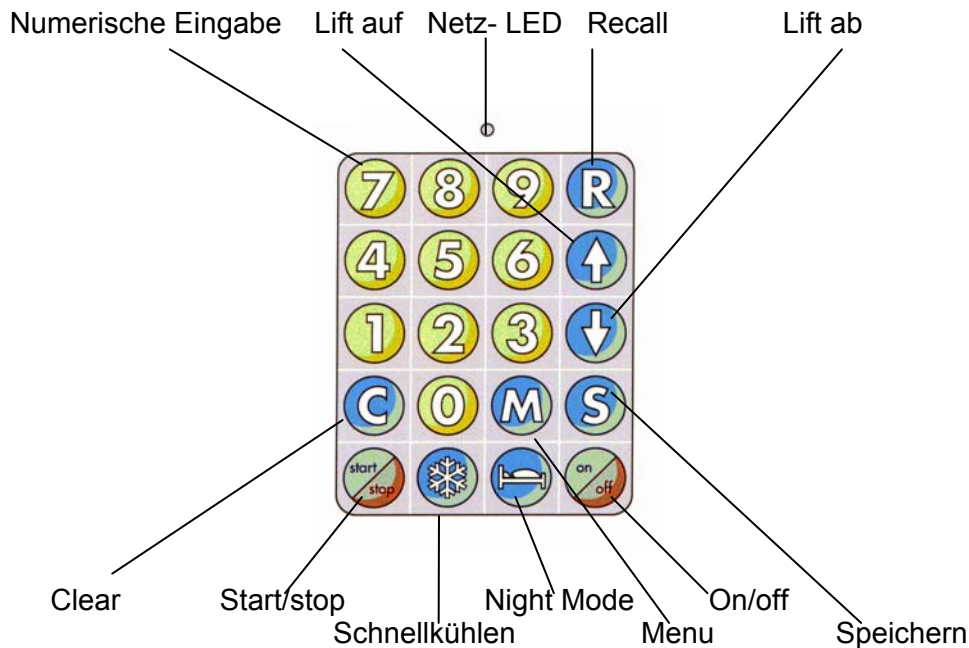 Numerische Eingabe Lift auf Netz- LED Recall Lift ab
7 8 9 R
4 5 6
1 2 3
C 0 M S
start stop on off
Clear Start/stop Night Mode On/off
Schnellkühlen Menu Speichern